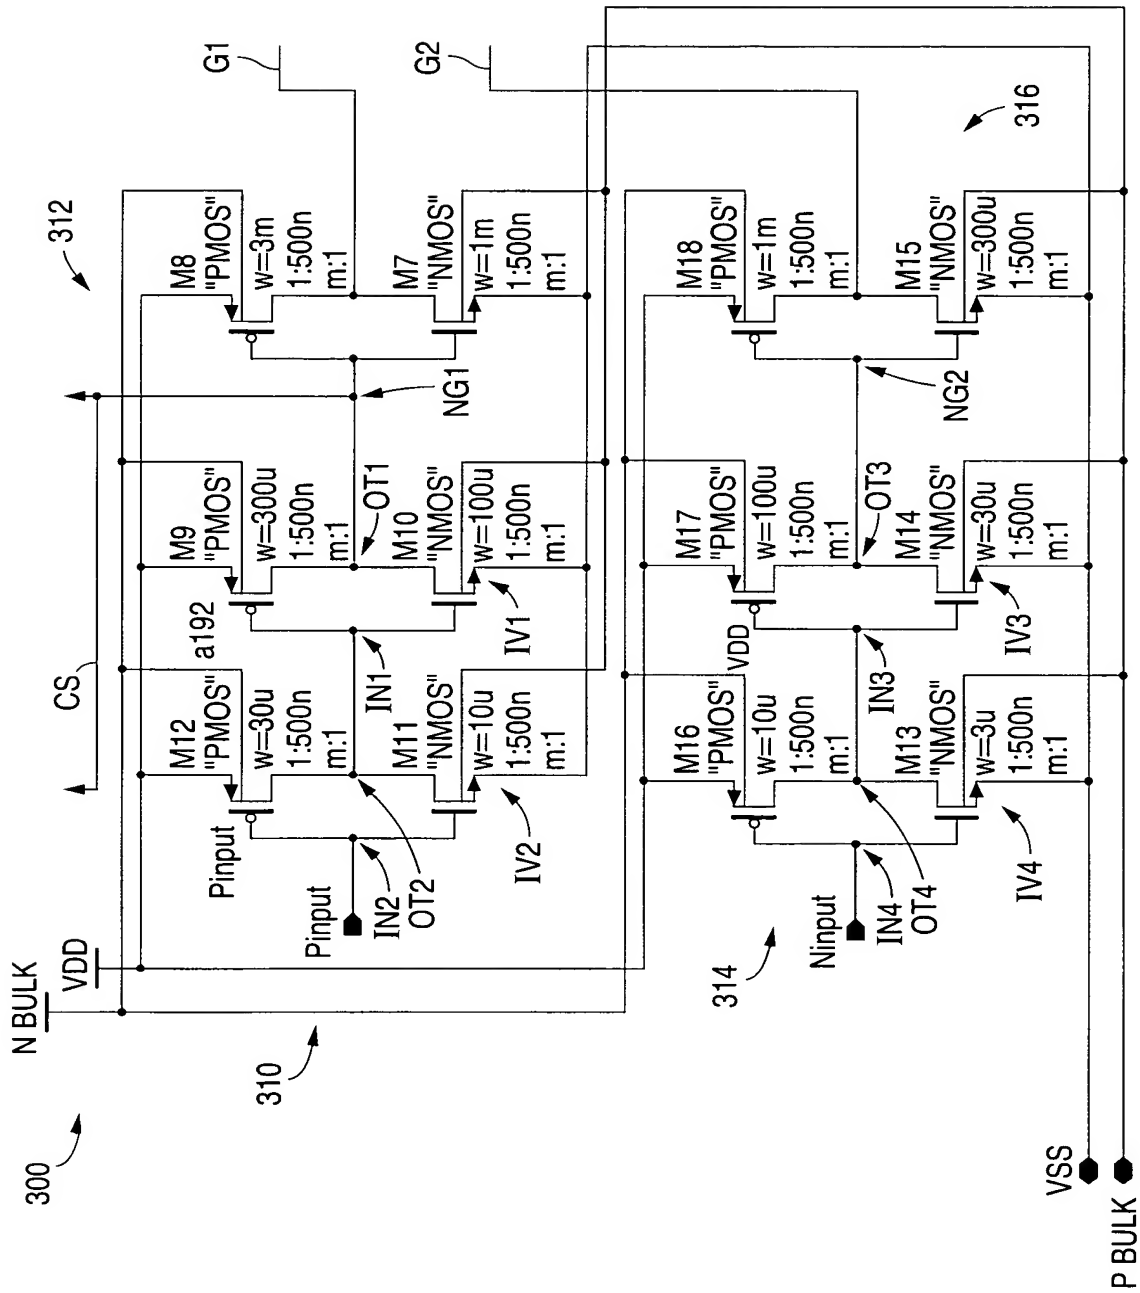 300
310
N BULK
VDD
CS
312
Pinput
Pinput
IN2
OT2
M12
"PMOS"
w=30u
1:500n
m:1
M11
"NMOS"
w=10u
1:500n
m:1
IV2
a192
IN1
M9
"PMOS"
w=300u
1:500n
m:1
OT1
M10
"NMOS"
w=100u
1:500n
m:1
IV1
NG1
M8
"PMOS"
w=3m
1:500n
m:1
M7
"NMOS"
w=1m
1:500n
m:1
G1
G2
314
Ninput
IN4
OT4
M16
"PMOS"
w=10u
1:500n
m:1
M13
"NMOS"
w=3u
1:500n
m:1
IV4
VDD
IN3
M17
"PMOS"
w=100u
1:500n
m:1
OT3
M14
"NMOS"
w=30u
1:500n
m:1
IV3
NG2
M18
"PMOS"
w=1m
1:500n
m:1
M15
"NMOS"
w=300u
1:500n
m:1
316
VSS
P BULK